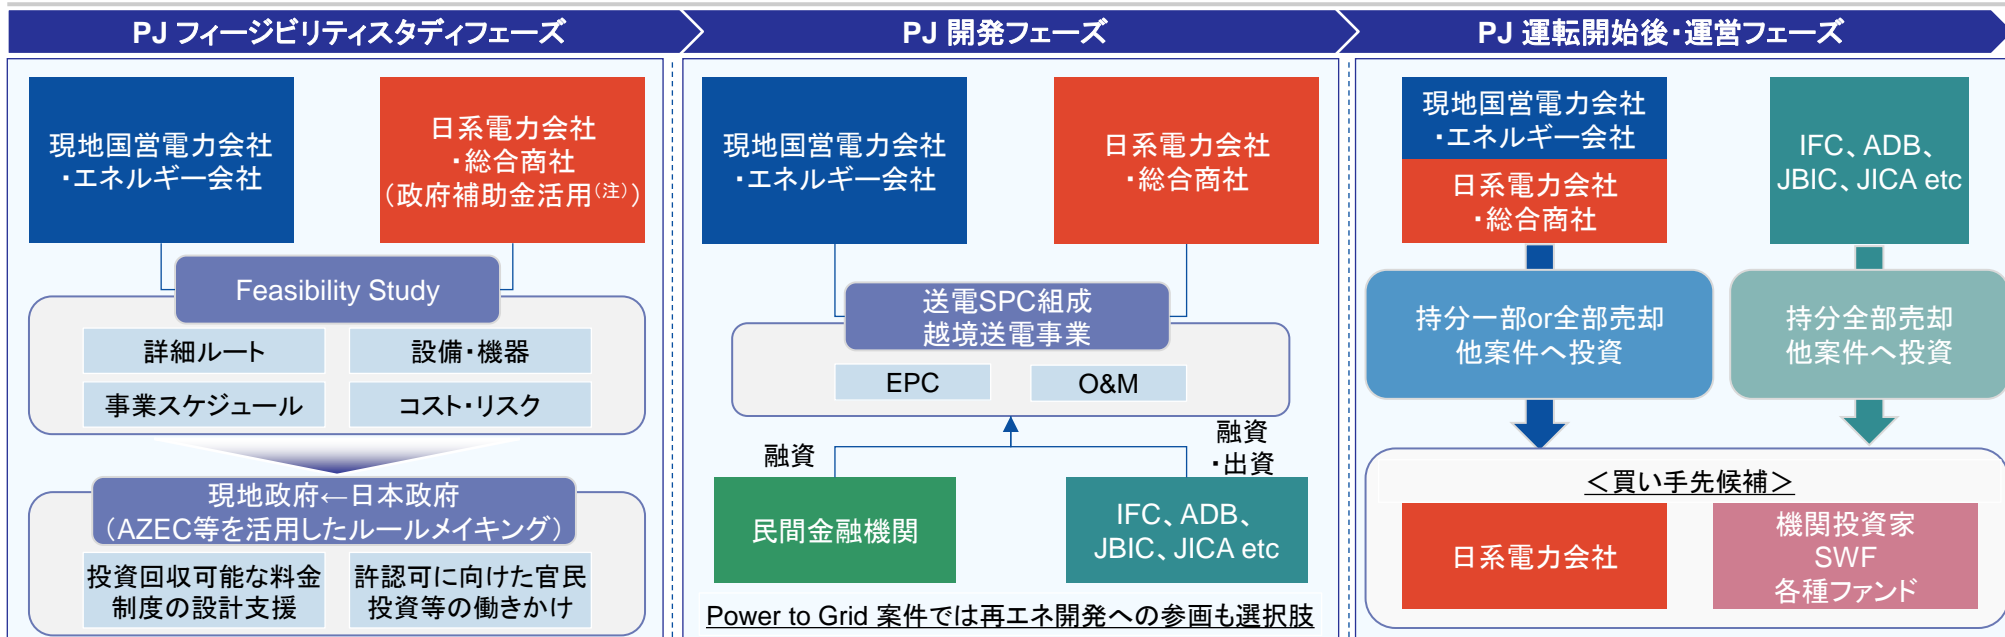 PJ フィージビリティスタディフェーズ
現地国営電力会社
・エネルギー会社
日系電力会社
・総合商社
（政府補助金活用（注））
Feasibility Study
詳細ルート
設備・機器
事業スケジュール
コスト・リスク
現地政府←日本政府
（AZEC等を活用したルールメイキング）
投資回収可能な料金
制度の設計支援
許認可に向けた官民
投資等の働きかけ
PJ 開発フェーズ
現地国営電力会社
・エネルギー会社
日系電力会社
・総合商社
送電SPC組成
越境送電事業
EPC
O&M
融資
融資
・出資
民間金融機関
IFC、ADB、
JBIC、JICA etc
Power to Grid 案件では再エネ開発への参画も選択肢
PJ 運転開始後・運営フェーズ
現地国営電力会社
・エネルギー会社
日系電力会社
・総合商社
IFC、ADB、
JBIC、JICA etc
持分一部or全部売却
他案件へ投資
持分全部売却
他案件へ投資
＜買い手先候補＞
日系電力会社
機関投資家
SWF
各種ファンド